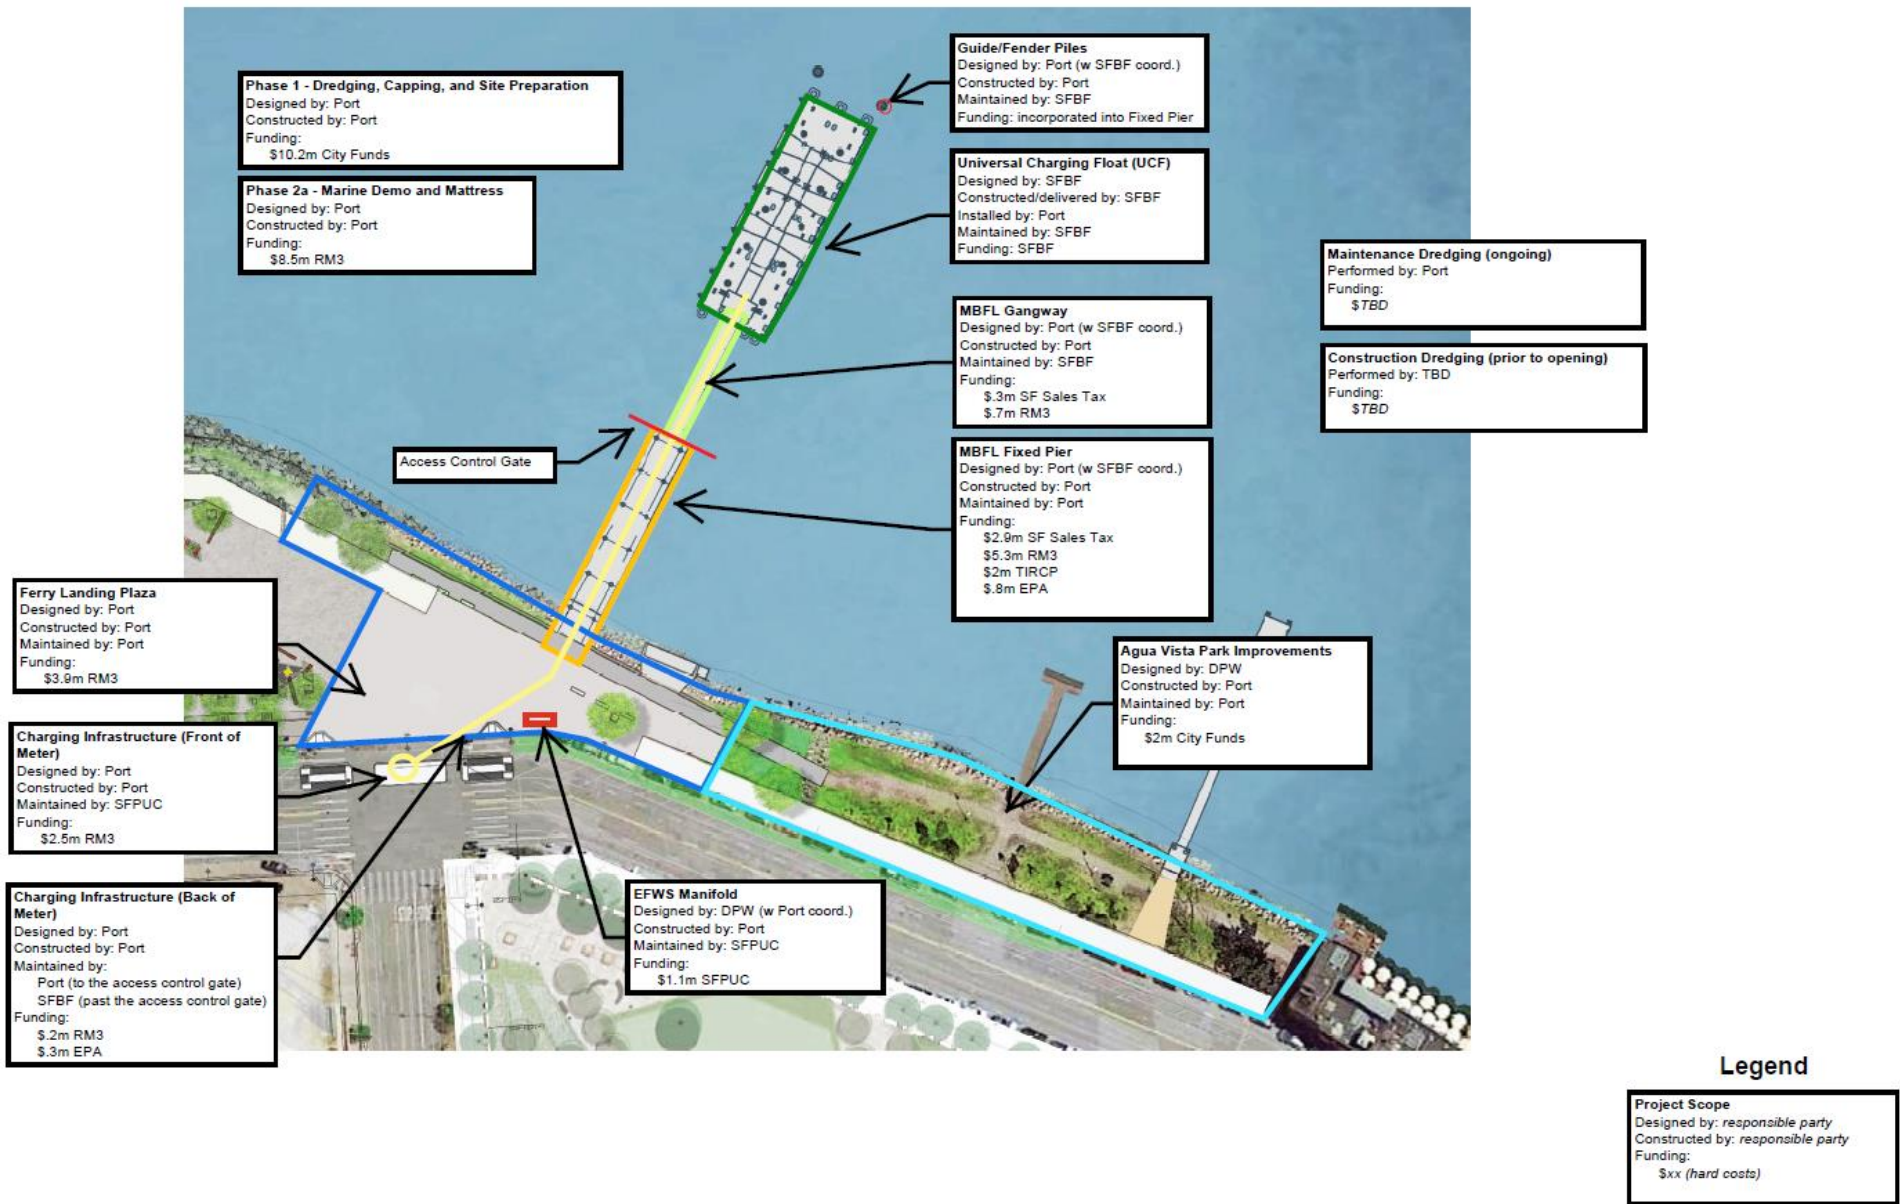 Phase 1 - Dredging, Capping, and Site Preparation
Designed by: Port
Constructed by: Port
Funding:
$10.2m City Funds
Phase 2a - Marine Demo and Mattress
Designed by: Port
Constructed by: Port
Funding:
$8.5m RM3
Guide/Fender Piles
Designed by: Port (w SFBF coord.)
Constructed by: Port
Maintained by: SFBF
Funding: incorporated into Fixed Pier
Universal Charging Float (UCF)
Designed by: SFBF
Constructed/delivered by: SFBF
Installed by: Port
Maintained by: SFBF
Funding: SFBF
Maintenance Dredging (ongoing)
Performed by: Port
Funding:
$TBD
Construction Dredging (prior to opening)
Performed by: TBD
Funding:
$TBD
MBFL Gangway
Designed by: Port (w SFBF coord.)
Constructed by: Port
Maintained by: SFBF
Funding:
$.3m SF Sales Tax
$.7m RM3
Access Control Gate
MBFL Fixed Pier
Designed by: Port (w SFBF coord.)
Constructed by: Port
Maintained by: Port
Funding:
$2.9m SF Sales Tax
$5.3m RM3
$2m TIRCP
$.8m EPA
Ferry Landing Plaza
Designed by: Port
Constructed by: Port
Maintained by: Port
Funding:
$3.9m RM3
Agua Vista Park Improvements
Designed by: DPW
Constructed by: Port
Maintained by: Port
Funding:
$2m City Funds
Charging Infrastructure (Front of
Meter)
Designed by: Port
Constructed by: Port
Maintained by: SFPUC
Funding:
$2.5m RM3
Charging Infrastructure (Back of
Meter)
Designed by: Port
Constructed by: Port
Maintained by:
Port (to the access control gate)
SFBF (past the access control gate)
Funding:
$.2m RM3
$.3m EPA
EFWS Manifold
Designed by: DPW (w Port coord.)
Constructed by: Port
Maintained by: SFPUC
Funding:
$1.1m SFPUC
Legend
Project Scope
Designed by: responsible party
Constructed by: responsible party
Funding:
$xx (hard costs)